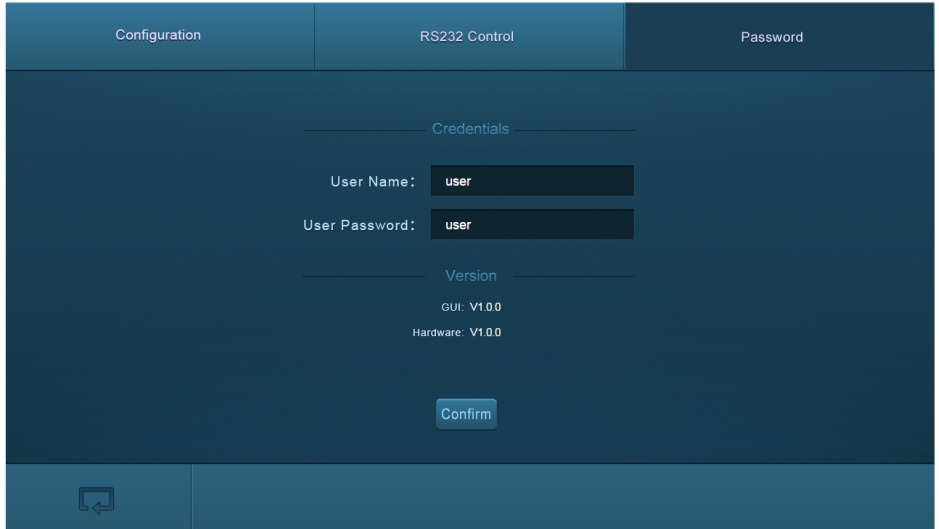 Configuration RS232 Control Password
Credentials
User Name: user
User Password: user
Version
GUI: V1.0.0
Hardware: V1.0.0
Confirm